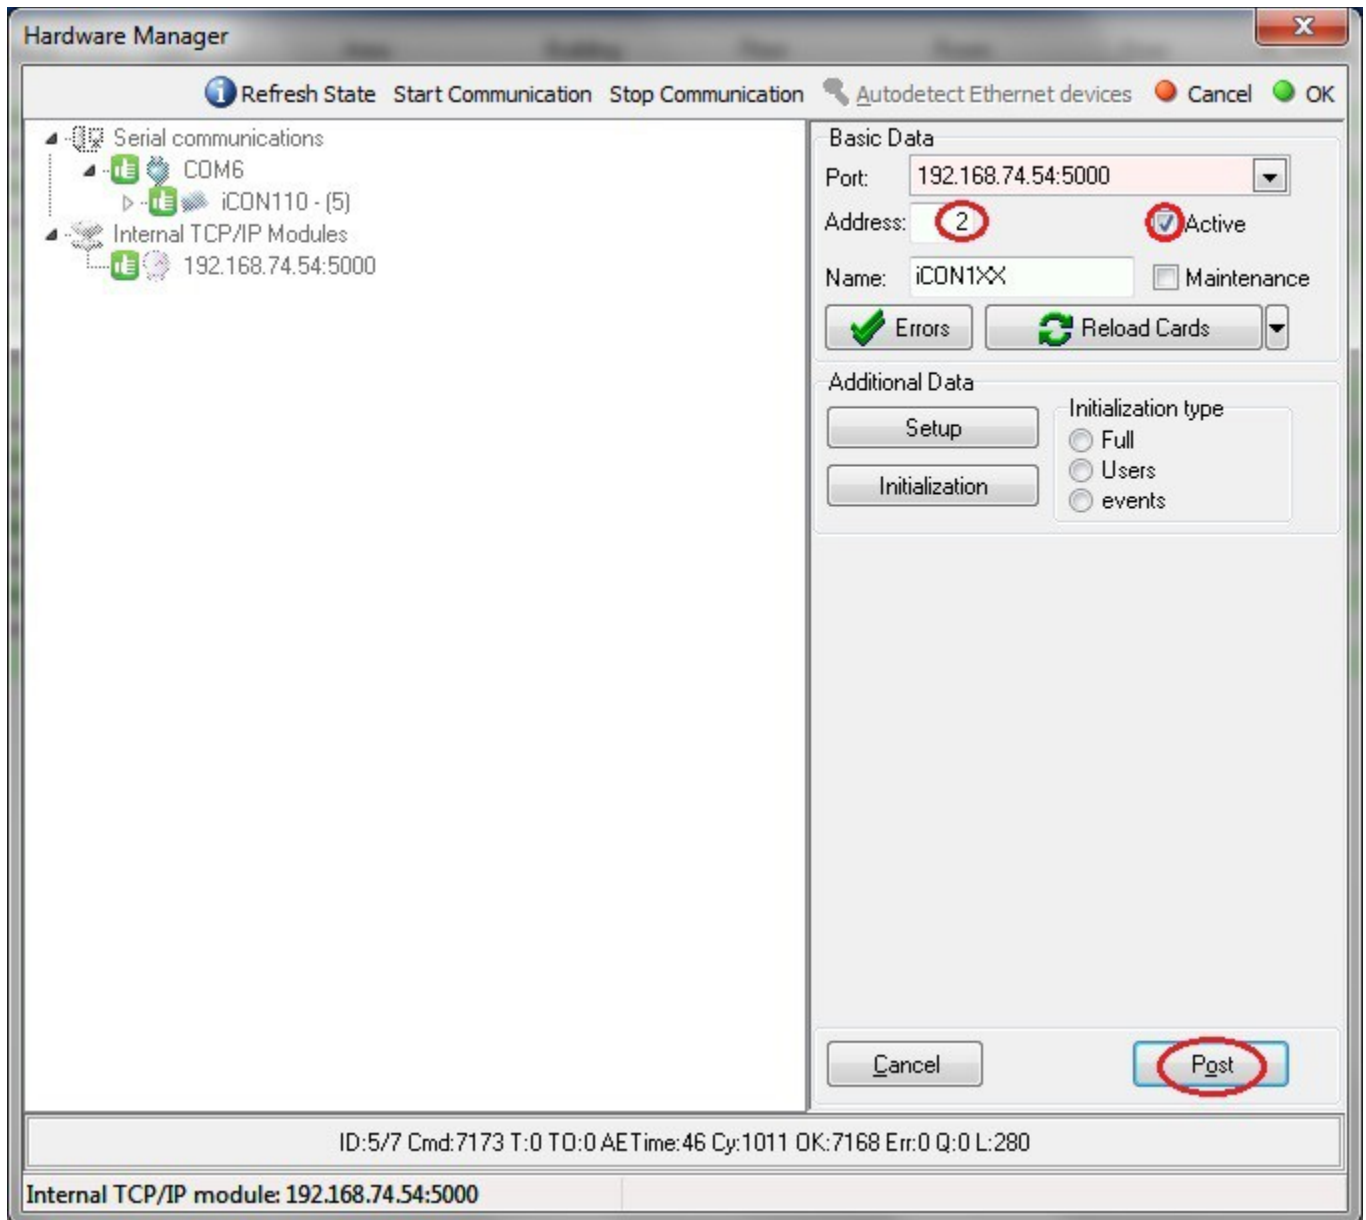 Hardware Manager
Refresh State Start Communication Stop Communication Autodetect Ethernet devices Cancel OK
Serial communications
COM6
iCON110 - (5)
Internal TCP/IP Modules
192.168.74.54:5000
Basic Data
Port: 192.168.74.54:5000
Address: 2 Active
Name: iCON1XX Maintenance
Errors Reload Cards
Additional Data
Setup
Initialization
Initialization type
Full
Users
events
Cancel Post
ID:5/7 Cmd:7173 T:0 TO:0 AETime:46 Cy:1011 OK:7168 Err:0 Q:0 L:280
Internal TCP/IP module: 192.168.74.54:5000